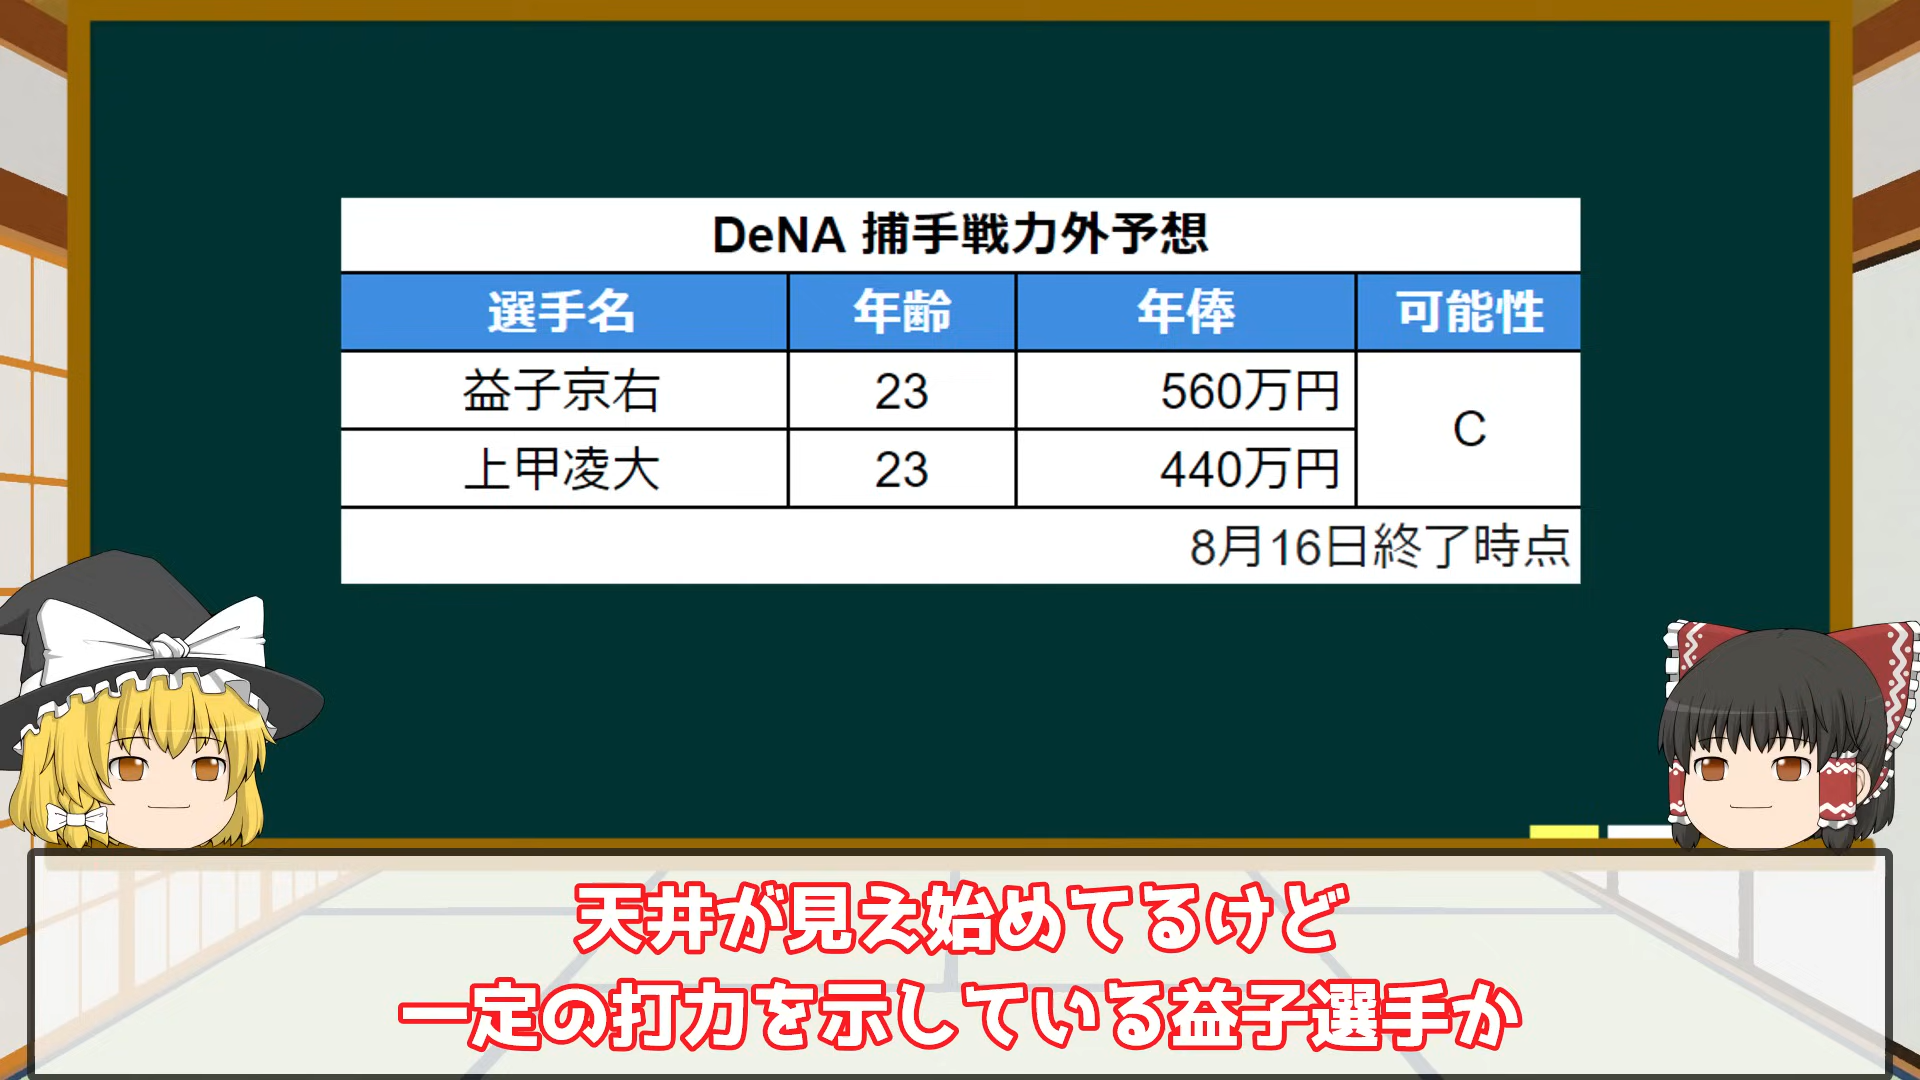 DeNA 捕手戦力外予想
選手名 年齢 年俸 可能性
益子京右 23 560万円 C
上甲凌大 23 440万円
8月16日終了時点
天井が見え始めてるけど
一定の打力を示している益子選手か